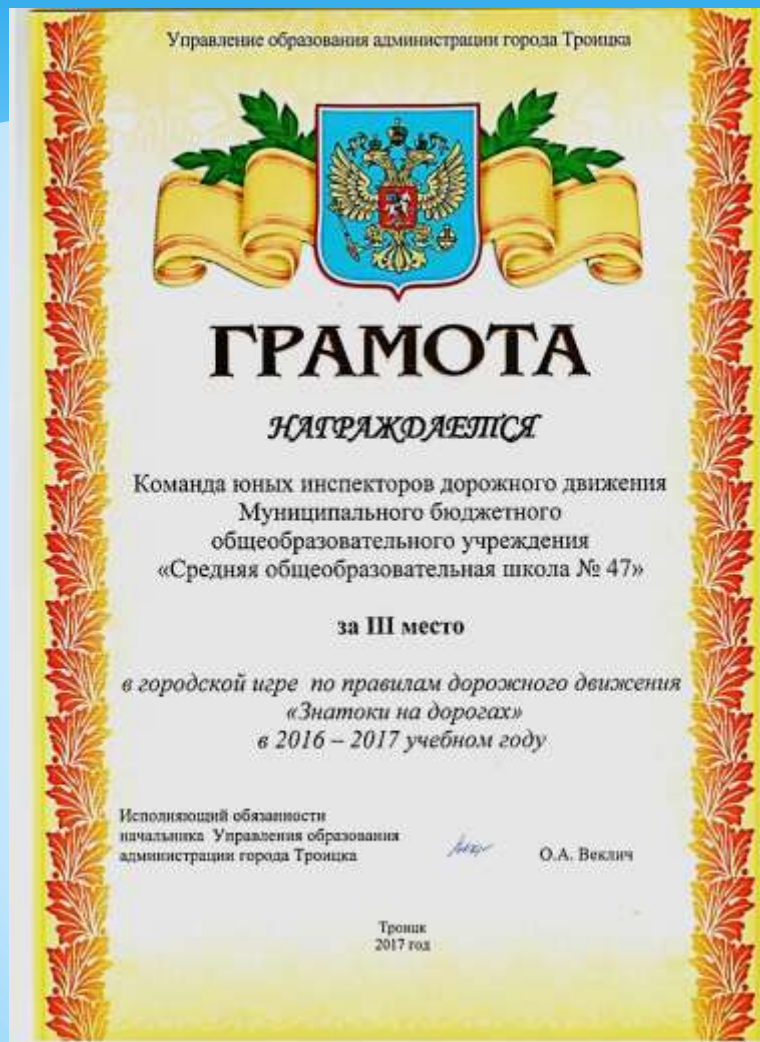 Управление образования администрации города Троицка
ГРАМОТА
НАГРАЖДАЕТСЯ
Команда юных инспекторов дорожного движения
Муниципального бюджетного
общеобразовательного учреждения
«Средняя общеобразовательная школа № 47»
за III место
в городской игре по правилам дорожного движения
«Знатоки на дорогах»
в 2016 – 2017 учебном году
Исполняющий обязанности
начальника Управления образования
администрации города Троицка
О.А. Веклич
Троицк
2017 год